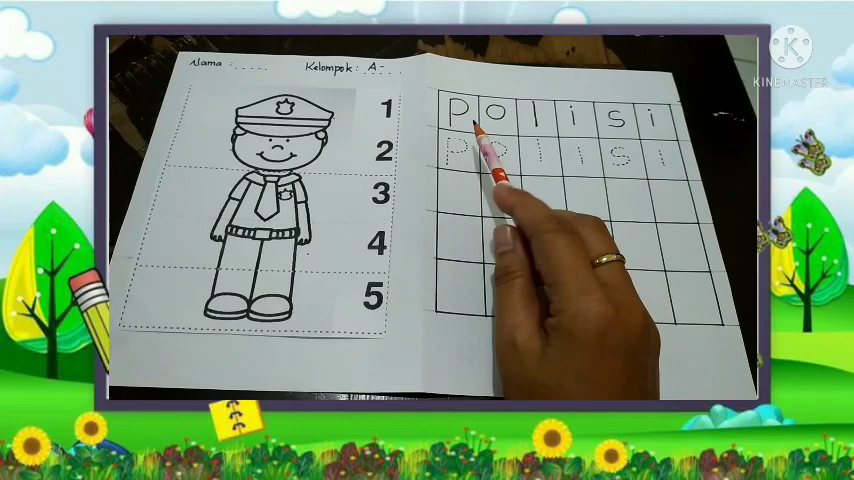 Nama : .....
Kelompok : A- ...
1
2
3
4
5
p o l i s i
p o l i s i
K
KINEMASTER